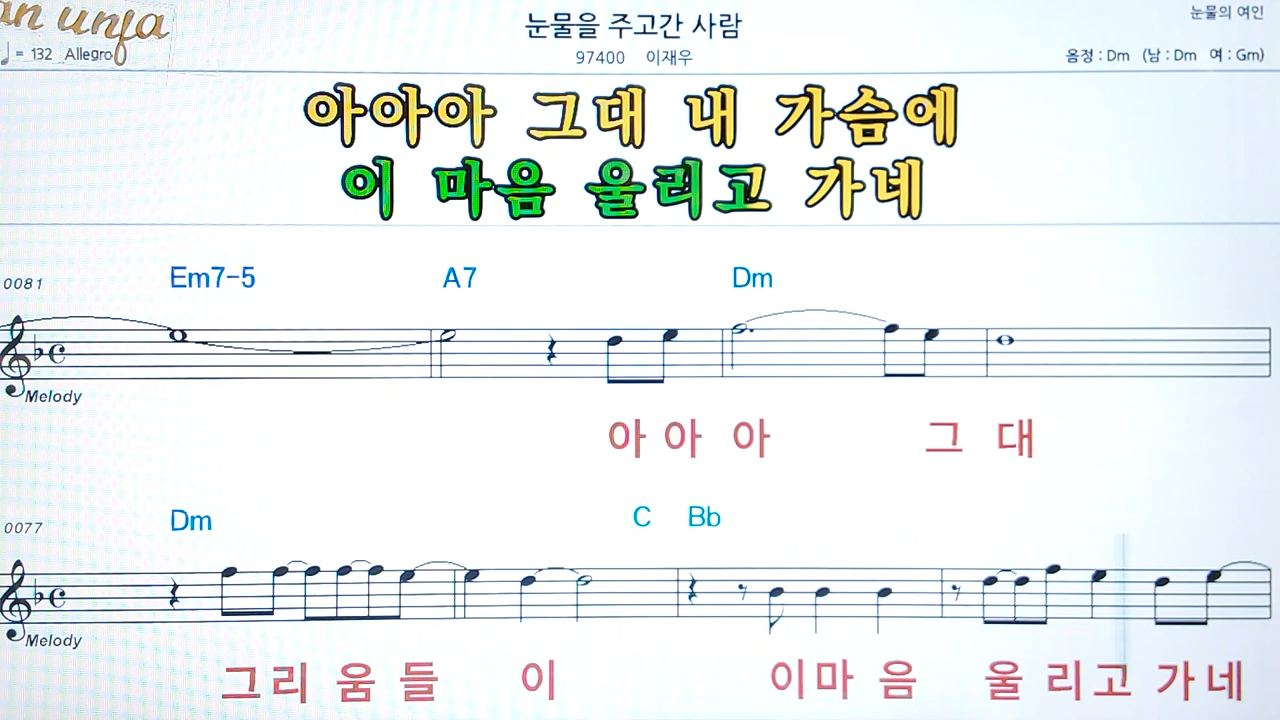 an unfa
눈물을 주고간 사람
눈물의 여인
♩ = 132 Allegro
97400 이재우
음정 : Dm (남 : Dm 여 : Gm)
아아아 그대 내 가슴에
이 마음 울리고 가네
0081
Em7-5 A7 Dm
Melody
아 아 아 그 대
0077
Dm C Bb
Melody
그리 움 들 이 이마 음 울 리고 가네